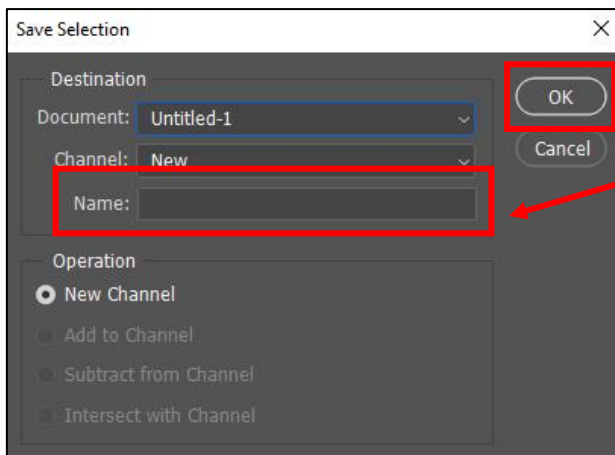 Save Selection
Destination
Document: Untitled-1
OK
Channel: New
Cancel
Name:
Operation
New Channel
Add to Channel
Subtract from Channel
Intersect with Channel